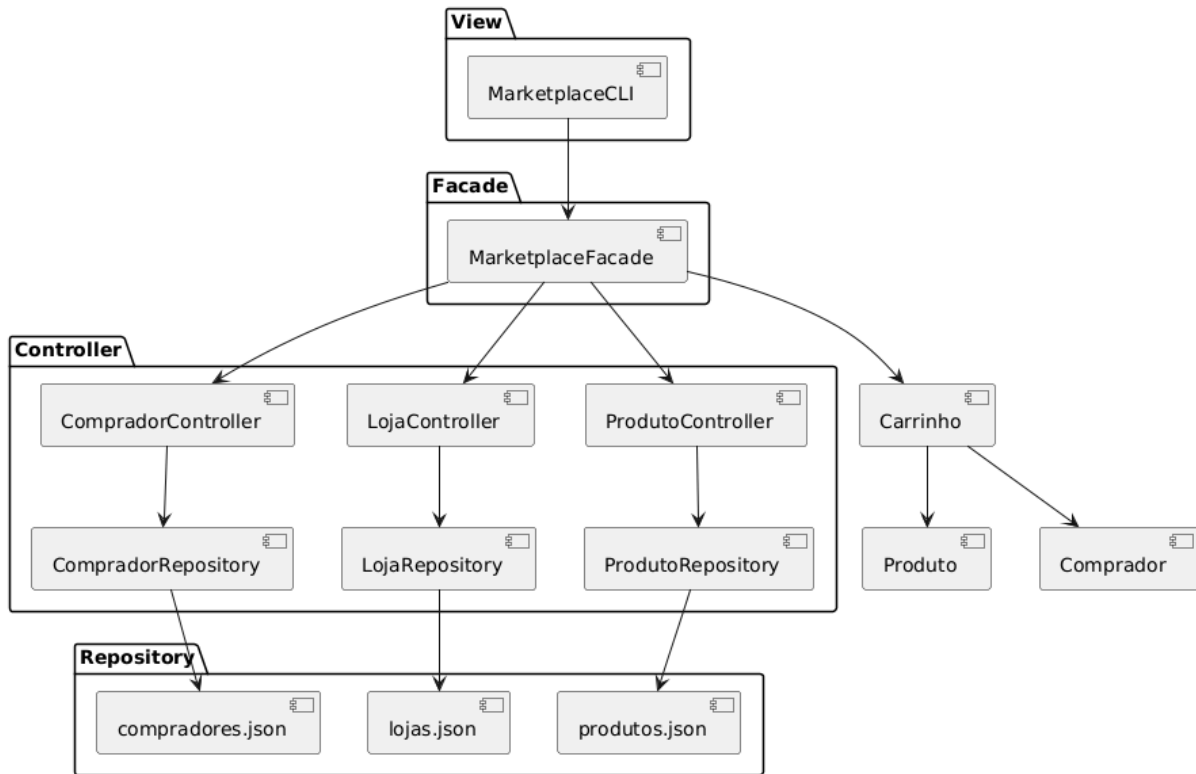 View
MarketplaceCLI
Facade
MarketplaceFacade
Controller
CompradorController
LojaController
ProdutoController
Carrinho
CompradorRepository
LojaRepository
ProdutoRepository
Produto
Comprador
Repository
compradores.json
lojas.json
produtos.json